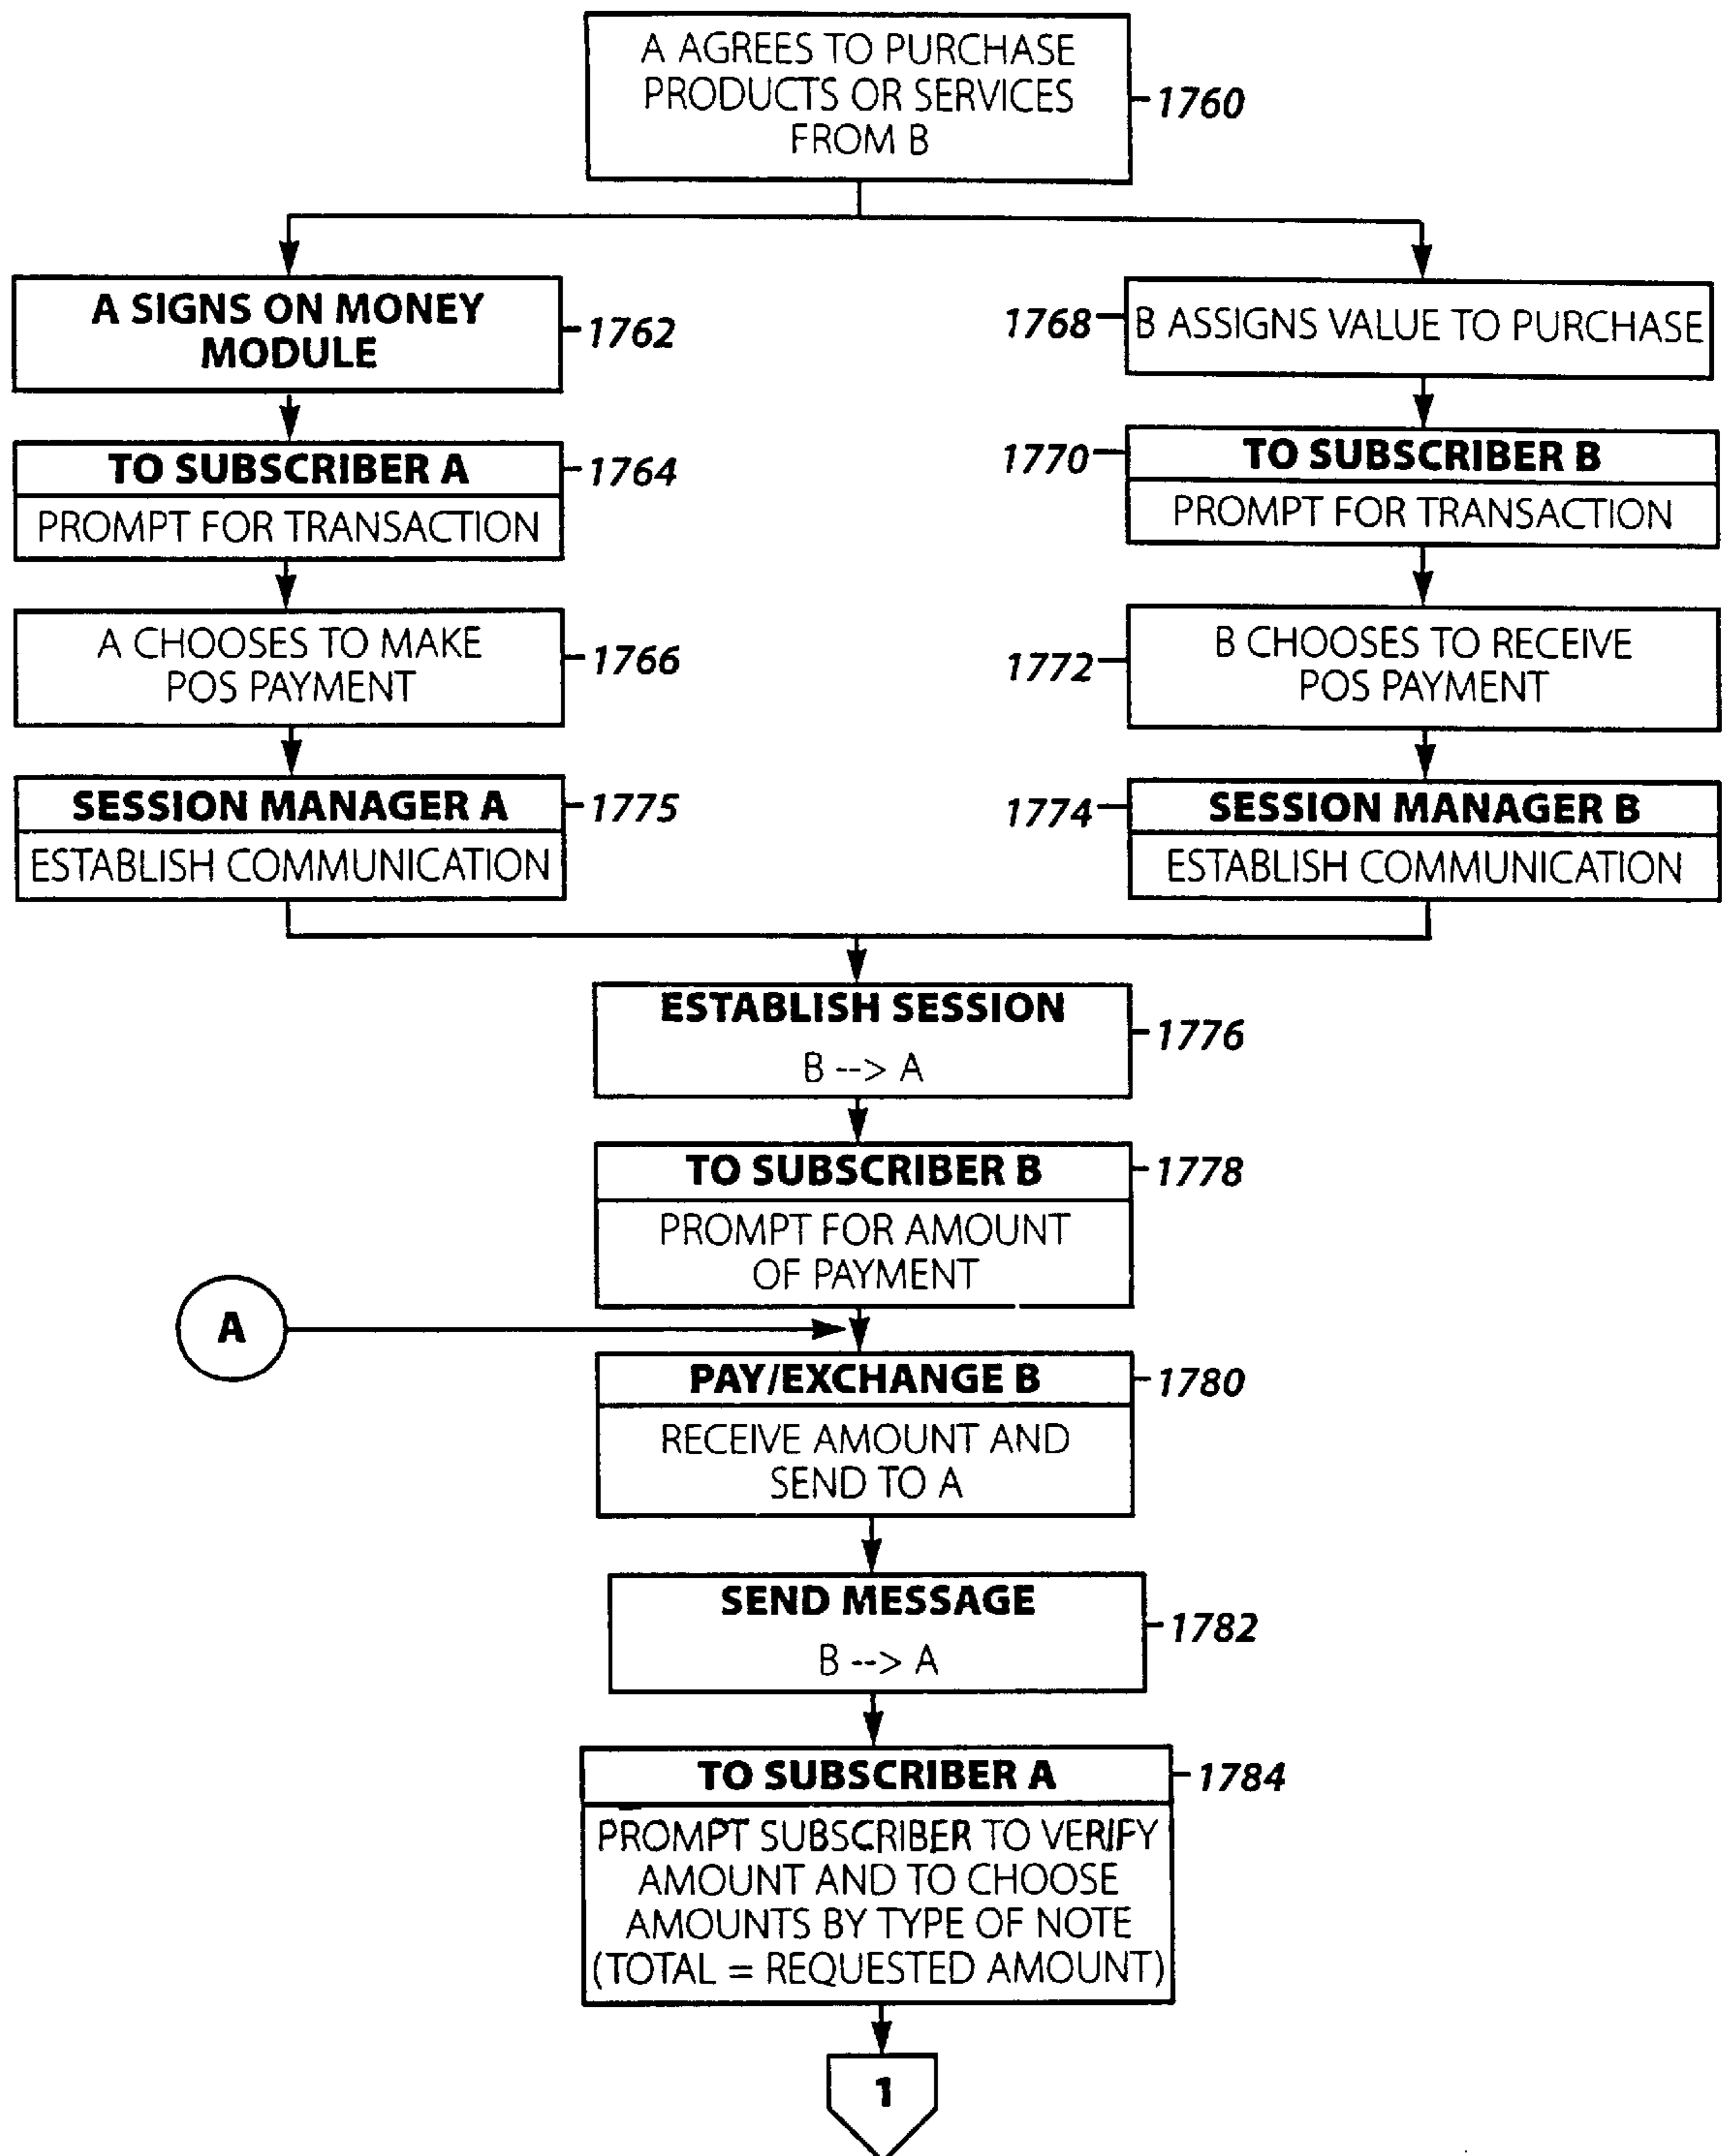 A AGREES TO PURCHASE
PRODUCTS OR SERVICES
FROM B
1760
A SIGNS ON MONEY
MODULE
1762
TO SUBSCRIBER A
1764
PROMPT FOR TRANSACTION
A CHOOSES TO MAKE
POS PAYMENT
1766
SESSION MANAGER A
1775
ESTABLISH COMMUNICATION
1768
B ASSIGNS VALUE TO PURCHASE
1770
TO SUBSCRIBER B
PROMPT FOR TRANSACTION
1772
B CHOOSES TO RECEIVE
POS PAYMENT
1774
SESSION MANAGER B
ESTABLISH COMMUNICATION
ESTABLISH SESSION
B --> A
1776
TO SUBSCRIBER B
1778
PROMPT FOR AMOUNT
OF PAYMENT
A
PAY/EXCHANGE B
1780
RECEIVE AMOUNT AND
SEND TO A
SEND MESSAGE
B --> A
1782
TO SUBSCRIBER A
1784
PROMPT SUBSCRIBER TO VERIFY
AMOUNT AND TO CHOOSE
AMOUNTS BY TYPE OF NOTE
(TOTAL = REQUESTED AMOUNT)
1